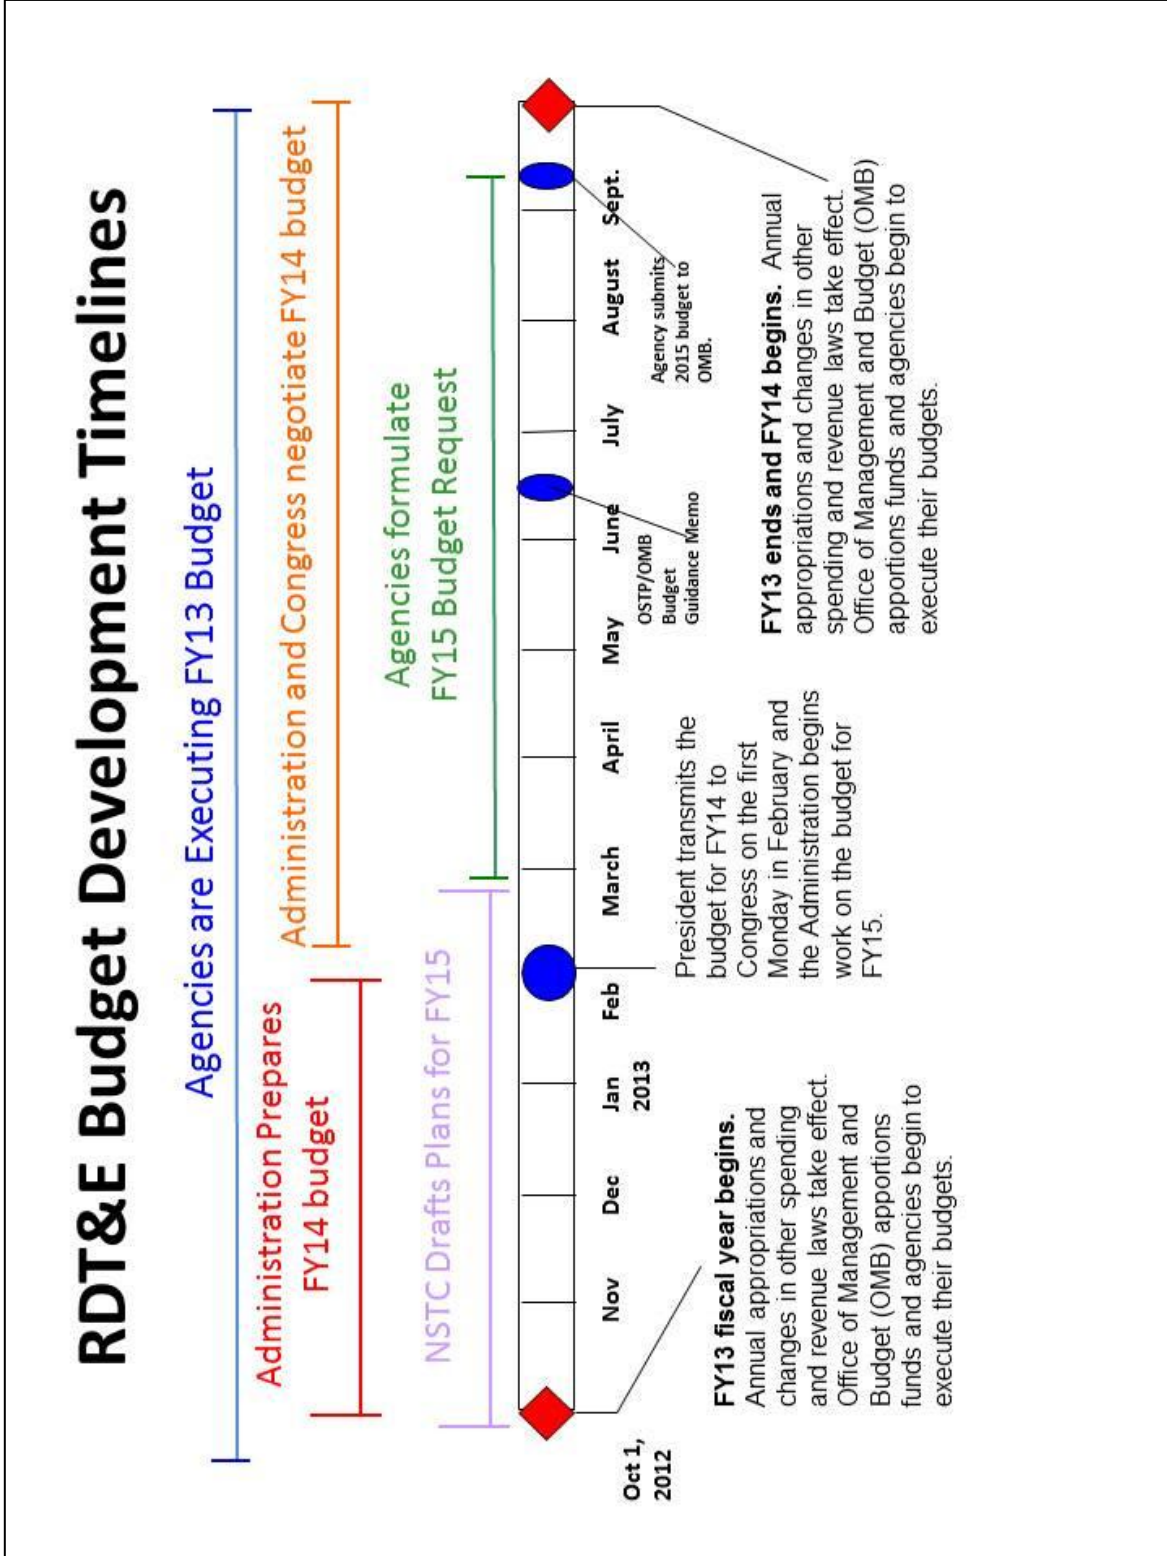 RDT&E Budget Development Timelines
Agencies are Executing FY13 Budget
Administration Prepares
FY14 budget
Administration and Congress negotiate FY14 budget
NSTC Drafts Plans for FY15
Agencies formulate
FY15 Budget Request
Oct 1,
2012
Nov
Dec
Jan
2013
Feb
March
April
May
June
July
August
Sept.
OSTP/OMB
Budget
Guidance Memo
Agency submits
2015 budget to
OMB.
FY13 fiscal year begins.
Annual appropriations and
changes in other spending
and revenue laws take effect.
Office of Management and
Budget (OMB) apportions
funds and agencies begin to
execute their budgets.
President transmits the
budget for FY14 to
Congress on the first
Monday in February and
the Administration begins
work on the budget for
FY15.
FY13 ends and FY14 begins. Annual
appropriations and changes in other
spending and revenue laws take effect.
Office of Management and Budget (OMB)
apportions funds and agencies begin to
execute their budgets.